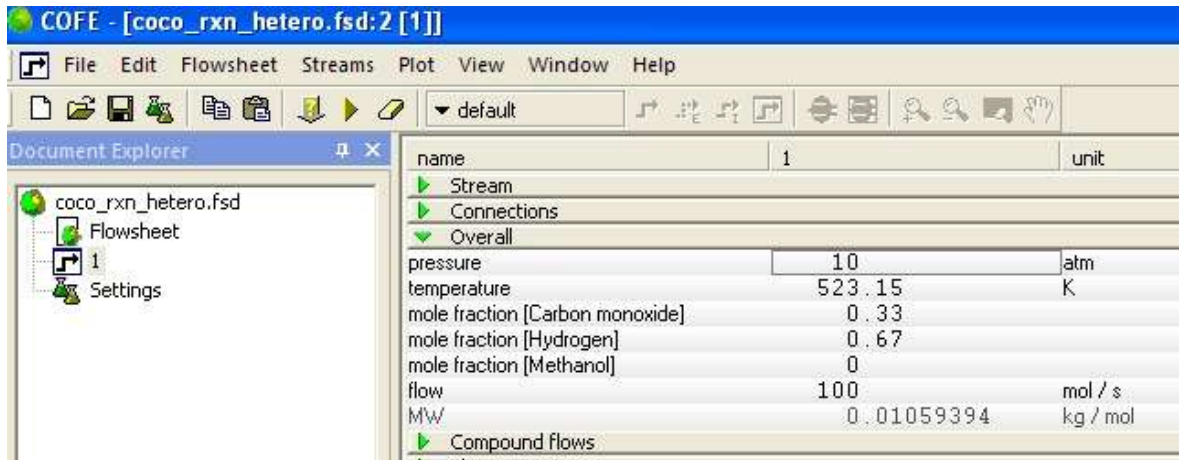 COFE - [coco_rxn_hetero.fsd:2 [1]]
File Edit Flowsheet Streams Plot View Window Help
default
Document Explorer
coco_rxn_hetero.fsd
Flowsheet
1
Settings
name 1 unit
Stream
Connections
Overall
pressure 10 atm
temperature 523.15 K
mole fraction [Carbon monoxide] 0.33
mole fraction [Hydrogen] 0.67
mole fraction [Methanol] 0
flow 100 mol / s
MW 0.01059394 kg / mol
Compound flows